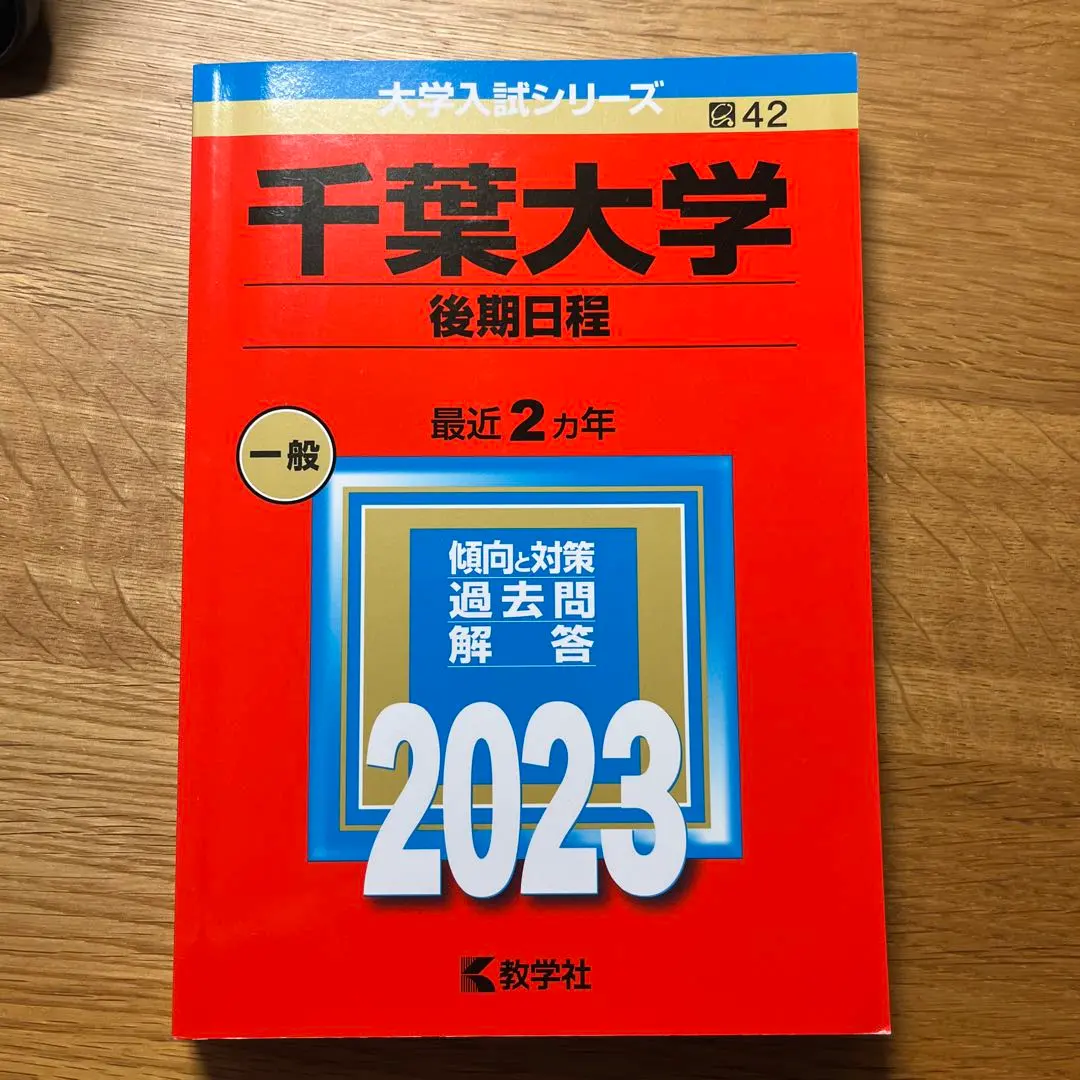 大学入試シリーズ
42
千葉大学
後期日程
最近2カ年
一般
傾向と対策
過去問
解答
2023
教学社